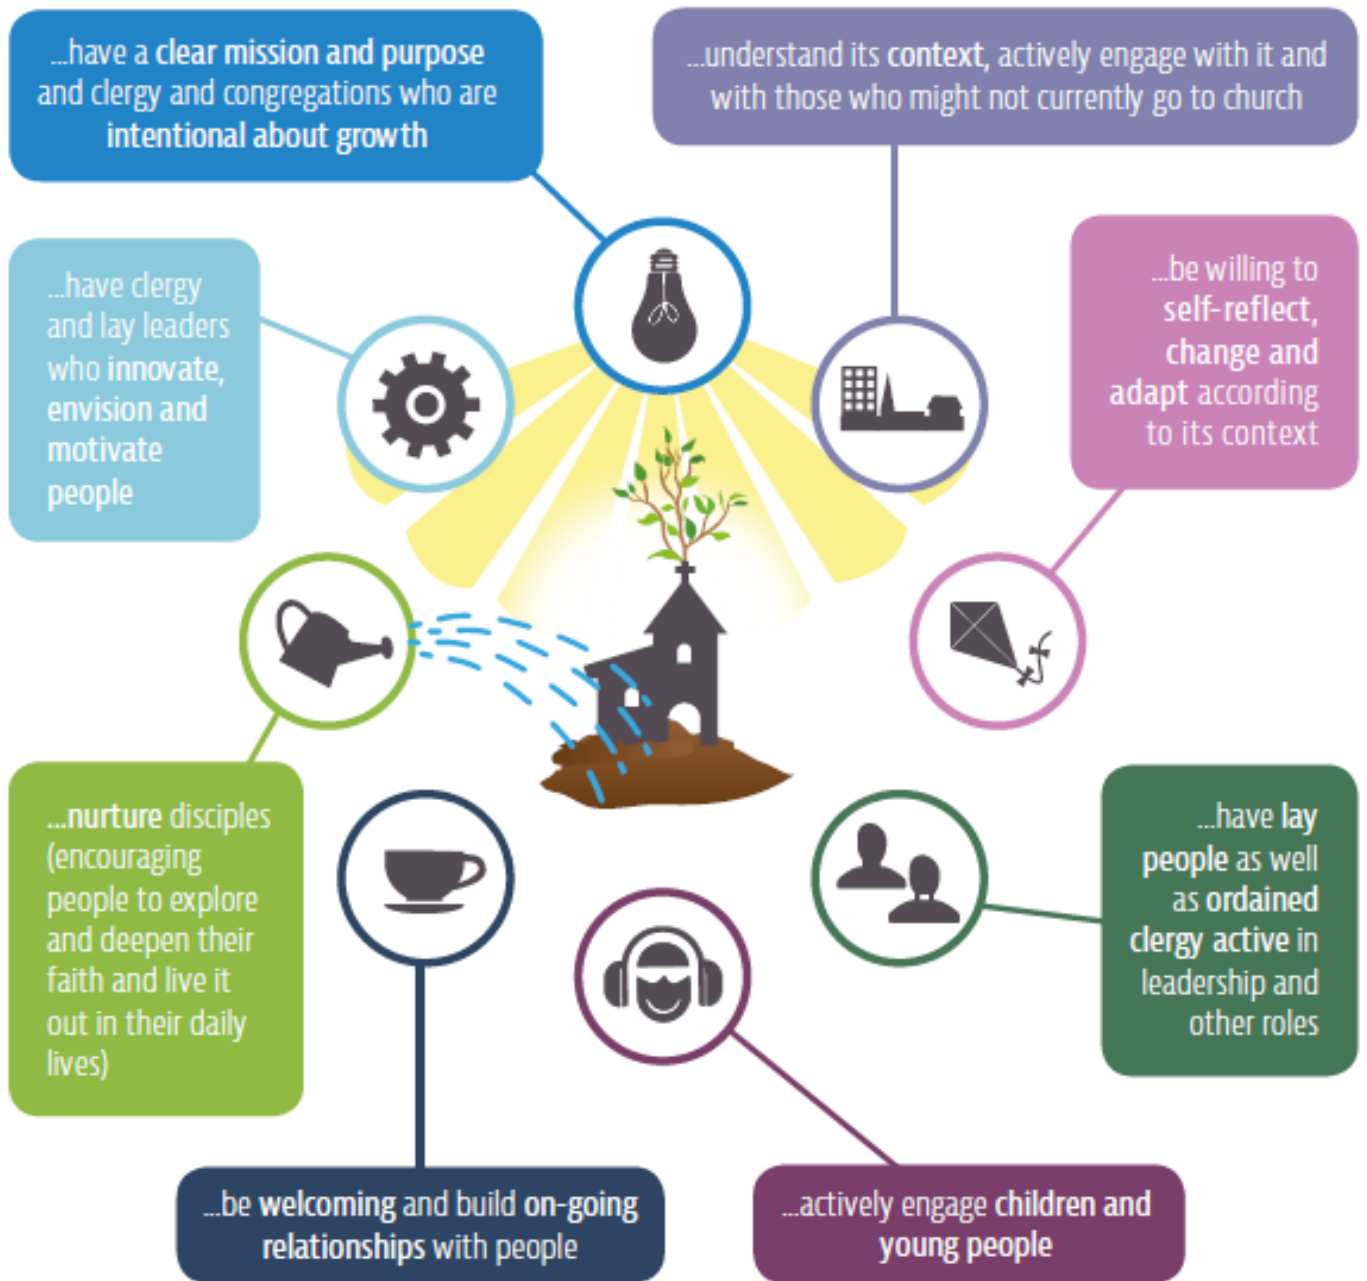 ...have a clear mission and purpose
and clergy and congregations who are
intentional about growth
...understand its context, actively engage with it and
with those who might not currently go to church
...have clergy
and lay leaders
who innovate,
envision and
motivate
people
...be willing to
self-reflect,
change and
adapt according
to its context
...nurture disciples
(encouraging
people to explore
and deepen their
faith and live it
out in their daily
lives)
...have lay
people as well
as ordained
clergy active in
leadership and
other roles
...be welcoming and build on-going
relationships with people
...actively engage children and
young people